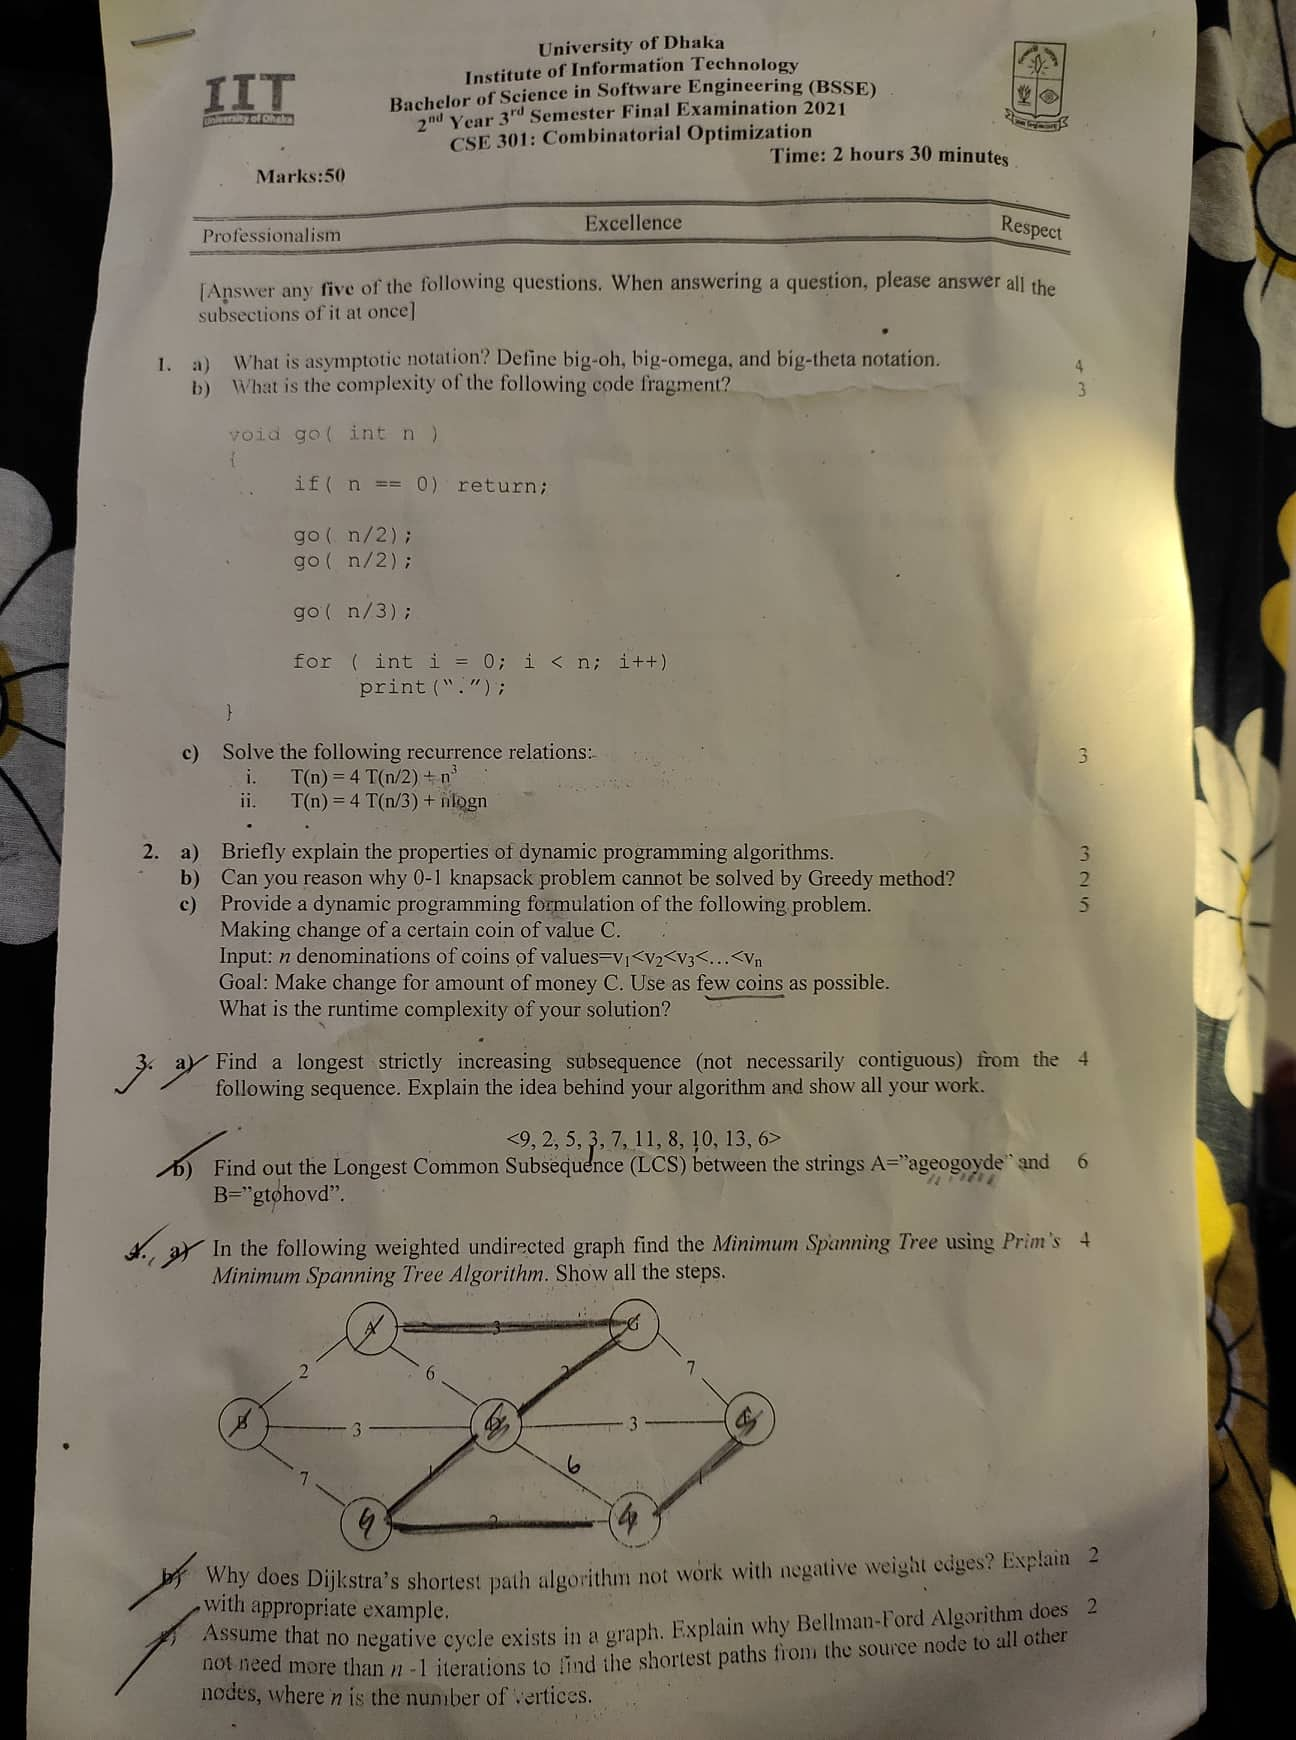 University of Dhaka
Institute of Information Technology
Bachelor of Science in Software Engineering (BSSE)
2nd Year 3rd Semester Final Examination 2021
CSE 301: Combinatorial Optimization
IIT
University of Dhaka
Time: 2 hours 30 minutes
Marks:50
Professionalism Excellence Respect
[Answer any five of the following questions. When answering a question, please answer all the
subsections of it at once]
1. a) What is asymptotic notation? Define big-oh, big-omega, and big-theta notation. 4
b) What is the complexity of the following code fragment? 3
void go( int n )
{
if( n == 0) return;
go( n/2);
go( n/2);
go( n/3);
for ( int i = 0; i < n; i++)
print(“.”);
}
c) Solve the following recurrence relations: 3
i. T(n) = 4 T(n/2) + n³
ii. T(n) = 4 T(n/3) + nlogn
2. a) Briefly explain the properties of dynamic programming algorithms. 3
b) Can you reason why 0-1 knapsack problem cannot be solved by Greedy method? 2
c) Provide a dynamic programming formulation of the following problem. 5
Making change of a certain coin of value C.
Input: n denominations of coins of values=v1<v2<v3<…<vn
Goal: Make change for amount of money C. Use as few coins as possible.
What is the runtime complexity of your solution?
3. a) Find a longest strictly increasing subsequence (not necessarily contiguous) from the 4
following sequence. Explain the idea behind your algorithm and show all your work.
<9, 2, 5, 3, 7, 11, 8, 10, 13, 6>
b) Find out the Longest Common Subsequence (LCS) between the strings A=”ageogoyde” and 6
B=”gtohovd”.
4. a) In the following weighted undirected graph find the Minimum Spanning Tree using Prim’s 4
Minimum Spanning Tree Algorithm. Show all the steps.
A 3
2 6 2 7
B 3 3
7 1 6 1
2
b) Why does Dijkstra’s shortest path algorithm not work with negative weight edges? Explain 2
with appropriate example.
Assume that no negative cycle exists in a graph. Explain why Bellman-Ford Algorithm does 2
not need more than n -1 iterations to find the shortest paths from the source node to all other
nodes, where n is the number of vertices.